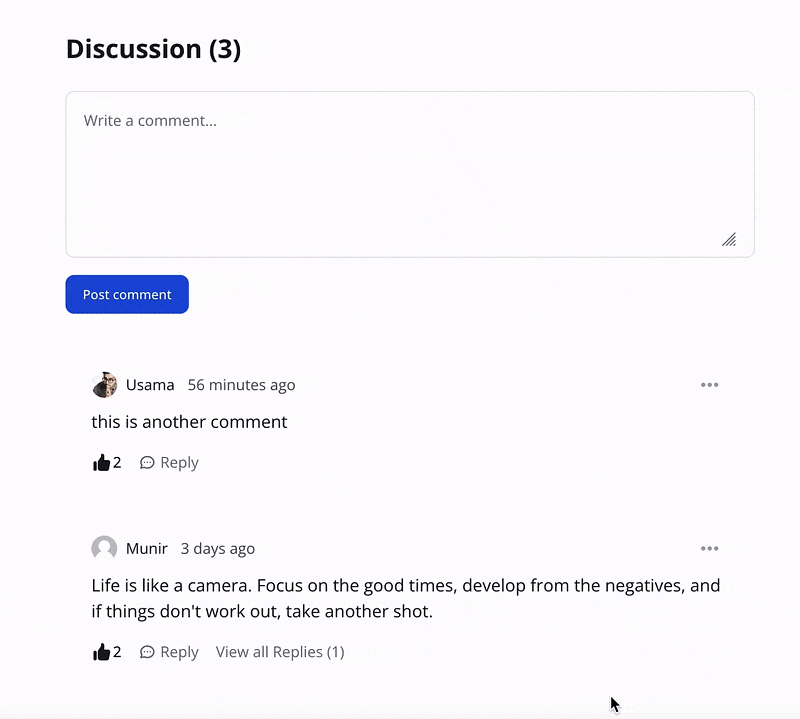 Discussion (3)
Write a comment...
Post comment
Usama 56 minutes ago
this is another comment
2 Reply
Munir 3 days ago
Life is like a camera. Focus on the good times, develop from the negatives, and
if things don't work out, take another shot.
2 Reply View all Replies (1)